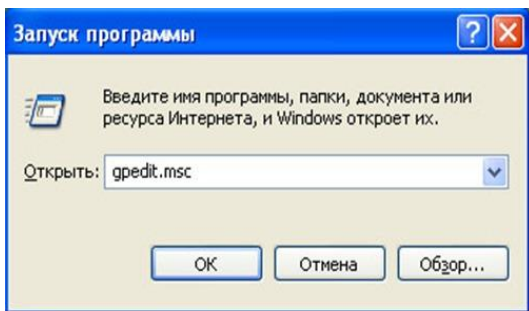 Запуск программы
Введите имя программы, папки, документа или
ресурса Интернета, и Windows откроет их.
Открыть: gpedit.msc
ОК Отмена Обзор...